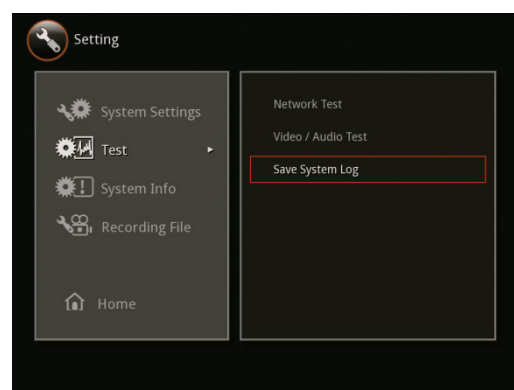 Setting
System Settings
Test
System Info
Recording File
Home
Network Test
Video / Audio Test
Save System Log